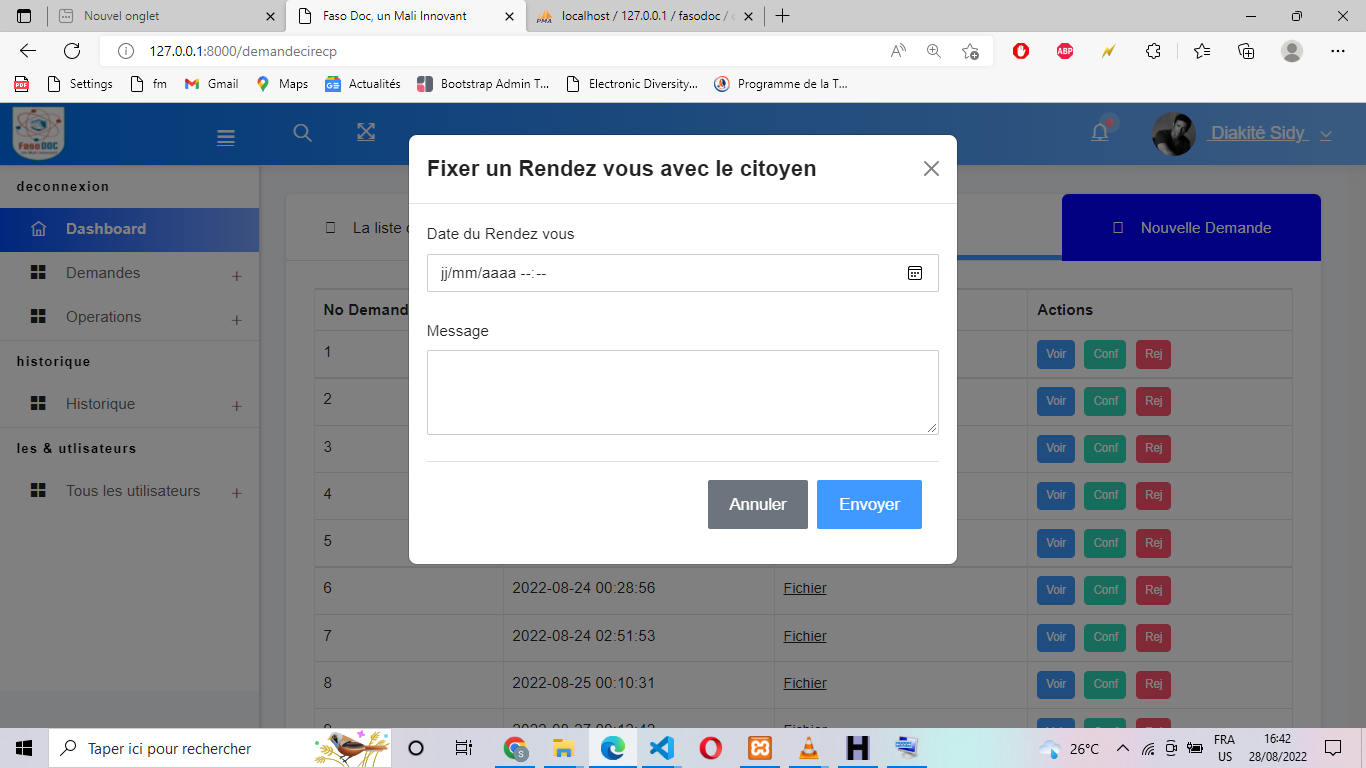 Nouvel onglet
Faso Doc, un Mali Innovant
PMA
localhost / 127.0.0.1 / fasodoc /
127.0.0.1:8000/demandecirecp
ABP
PDF
Settings
fm
Gmail
Maps
Actualités
Bootstrap Admin T...
Electronic Diversity...
Programme de la T...
FasoDOC
Diakité Sidy
deconnexion
Dashboard
Demandes
Operations
historique
Historique
les & utlisateurs
Tous les utilisateurs
La liste
Nouvelle Demande
Fixer un Rendez vous avec le citoyen
Date du Rendez vous
jj/mm/aaaa --:--
Message
Annuler
Envoyer
No Demand
Actions
1 Voir Conf Rej
2 Voir Conf Rej
3 Voir Conf Rej
4 Voir Conf Rej
5 Voir Conf Rej
6 2022-08-24 00:28:56 Fichier Voir Conf Rej
7 2022-08-24 02:51:53 Fichier Voir Conf Rej
8 2022-08-25 00:10:31 Fichier Voir Conf Rej
Taper ici pour rechercher
26°C
FRA
US
16:42
28/08/2022